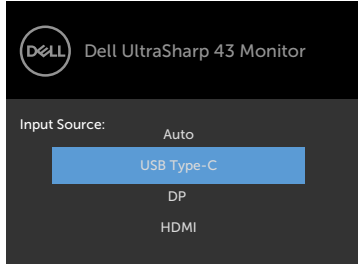 DELL
Dell UltraSharp 43 Monitor
Input Source:
Auto
USB Type-C
DP
HDMI